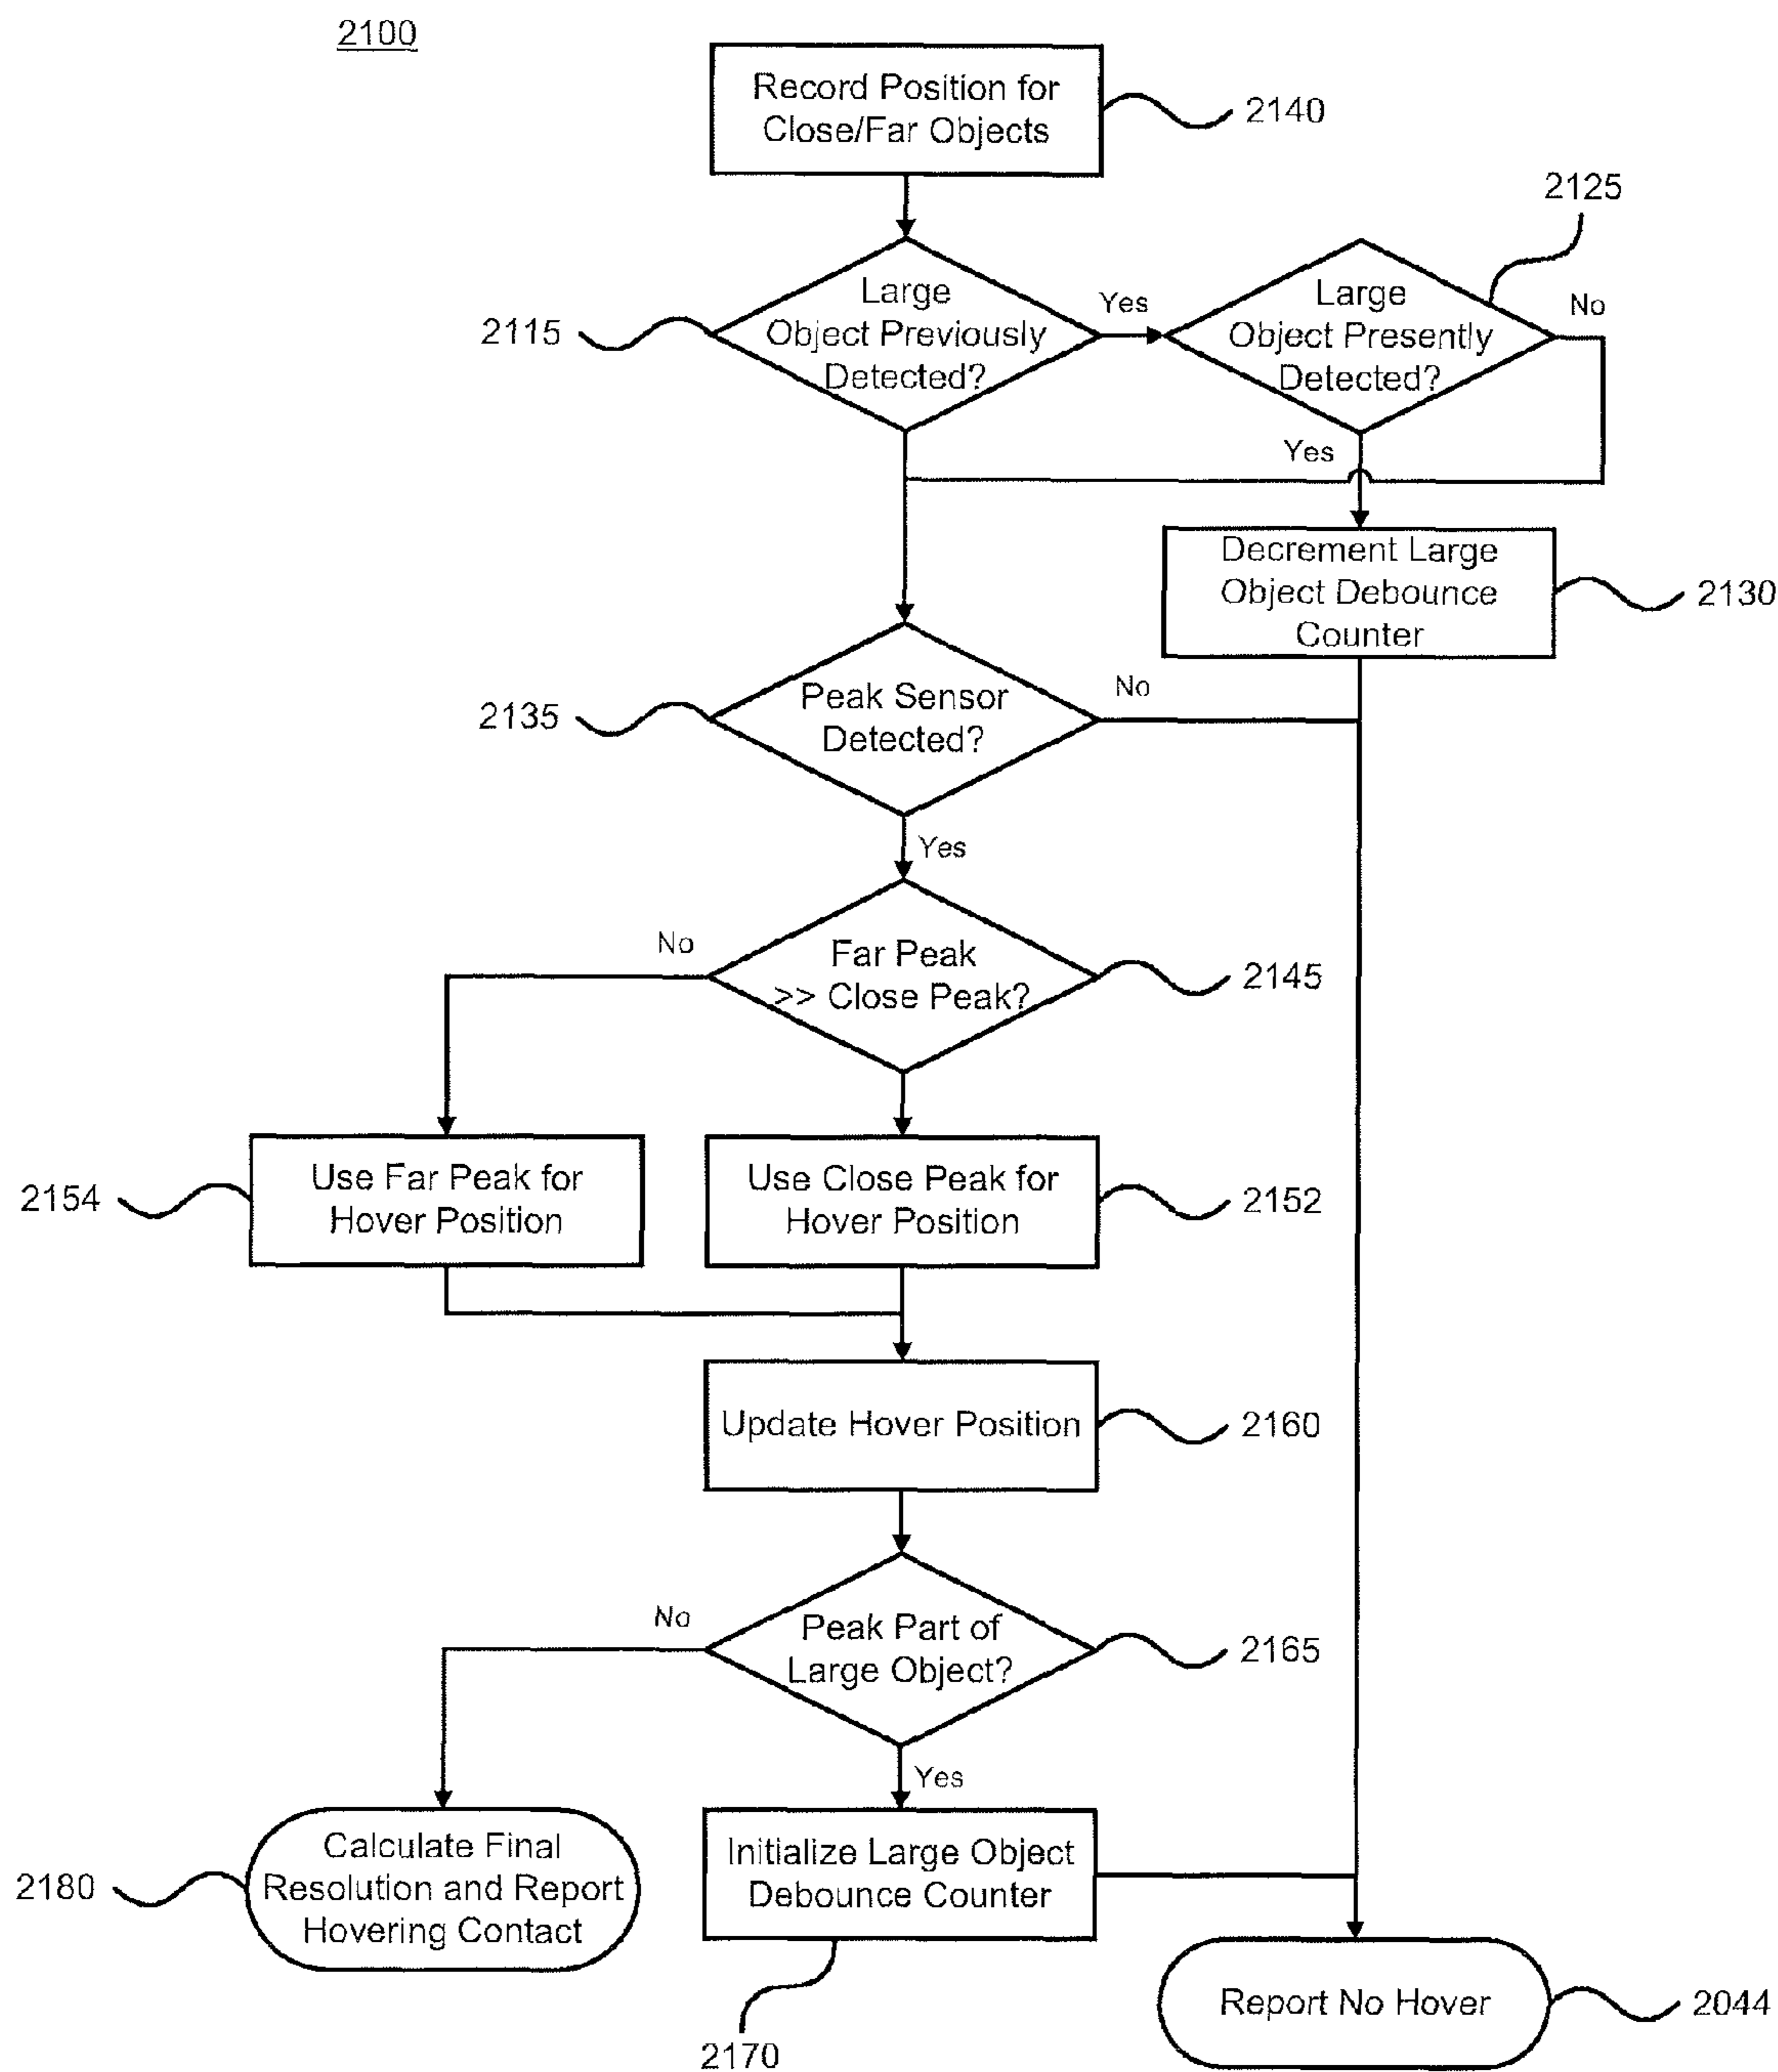 2100
Record Position for
Close/Far Objects
2140
2125
Large
Object Previously
Detected?
2115
Yes
Large
Object Presently
Detected?
No
Yes
Decrement Large
Object Debounce
Counter
2130
Peak Sensor
Detected?
2135
No
Yes
Far Peak
>> Close Peak?
2145
No
Use Far Peak for
Hover Position
2154
Use Close Peak for
Hover Position
2152
Update Hover Position
2160
Peak Part of
Large Object?
2165
No
Yes
Calculate Final
Resolution and Report
Hovering Contact
2180
Initialize Large Object
Debounce Counter
2170
Report No Hover
2044